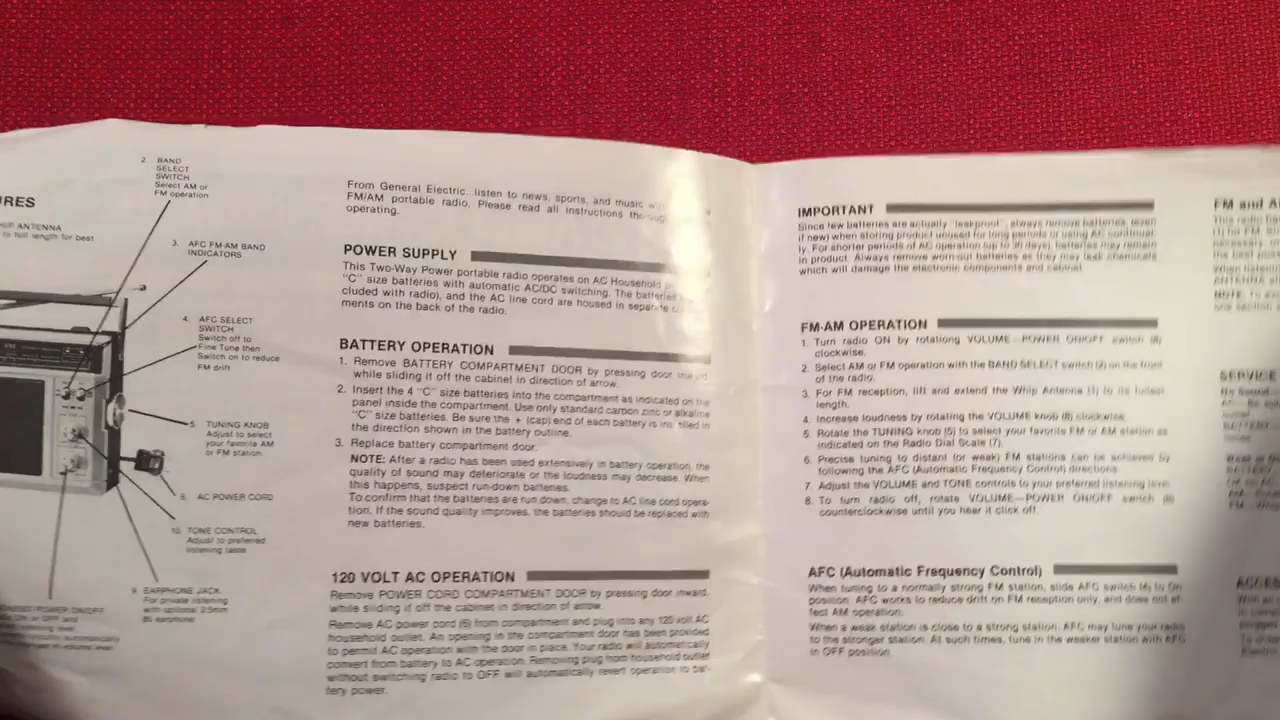 URES
WHIP ANTENNA
to full length for best
2. BAND
SELECT
SWITCH
Select AM or
FM operation
3. AFC FM-AM BAND
INDICATORS
4. AFC SELECT
SWITCH
Switch off to
Fine Tune then
Switch on to reduce
FM drift
5. TUNING KNOB
Adjust to select
your favorite AM
or FM station.
6. AC POWER CORD
10. TONE CONTROL
Adjust to preferred
listening taste
9. EARPHONE JACK
For private listening
with optional 3.5mm
8Ω earphone
POWER ON/OFF
ON or OFF and
automatically
in volume level
From General Electric...listen to news, sports, and music
FM/AM portable radio. Please read all instructions
operating.
POWER SUPPLY
This Two-Way Power portable radio operates on AC Household
"C" size batteries with automatic AC/DC switching. The batteries
cluded with radio), and the AC line cord are housed in separate
ments on the back of the radio.
BATTERY OPERATION
1. Remove BATTERY COMPARTMENT DOOR by pressing door inward,
while sliding it off the cabinet in direction of arrow.
2. Insert the 4 "C" size batteries into the compartment as indicated on the
panel inside the compartment. Use only standard carbon zinc or alkaline
"C" size batteries. Be sure the + (cap) end of each battery is installed in
the direction shown in the battery outline.
3. Replace battery compartment door.
NOTE: After a radio has been used extensively in battery operation, the
quality of sound may deteriorate or the loudness may decrease. When
this happens, suspect run-down batteries.
To confirm that the batteries are run down, change to AC line cord opera-
tion. If the sound quality improves, the batteries should be replaced with
new batteries.
120 VOLT AC OPERATION
Remove POWER CORD COMPARTMENT DOOR by pressing door inward,
while sliding it off the cabinet in direction of arrow.
Remove AC power cord (6) from compartment and plug into any 120 volt AC
household outlet. An opening in the compartment door has been provided
to permit AC operation with the door in place. Your radio will automatically
convert from battery to AC operation. Removing plug from household outlet
without switching radio to OFF will automatically revert operation to bat-
tery power.
IMPORTANT
Since few batteries are actually "leakproof", always remove batteries, (even
if new) when storing product unused for long periods or using AC continual-
ly. For shorter periods of AC operation (up to 30 days), batteries may remain
in product. Always remove worn-out batteries as they may leak chemicals
which will damage the electronic components and cabinet.
FM-AM OPERATION
1. Turn radio ON by rotationg VOLUME—POWER ON/OFF switch (8)
clockwise.
2. Select AM or FM operation with the BAND SELECT switch (2) on the front
of the radio.
3. For FM reception, lift and extend the Whip Antenna (1) to its fullest
length.
4. Increase loudness by rotating the VOLUME knob (8) clockwise.
5. Rotate the TUNING knob (5) to select your favorite FM or AM station as
indicated on the Radio Dial Scale (7).
6. Precise tuning to distant (or weak) FM stations can be achieved by
following the AFC (Automatic Frequency Control) directions.
7. Adjust the VOLUME and TONE controls to your preferred listening level.
8. To turn radio off, rotate VOLUME—POWER ON/OFF switch (8)
counterclockwise until you hear it click off.
AFC (Automatic Frequency Control)
When tuning to a normally strong FM station, slide AFC switch (4) to On
position. AFC works to reduce drift on FM reception only, and does not af-
fect AM operation.
When a weak station is close to a strong station, AFC may tune your radio
to the stronger station. At such times, tune in the weaker station with AFC
in OFF position.
FM and A
SERVICE
ACCES